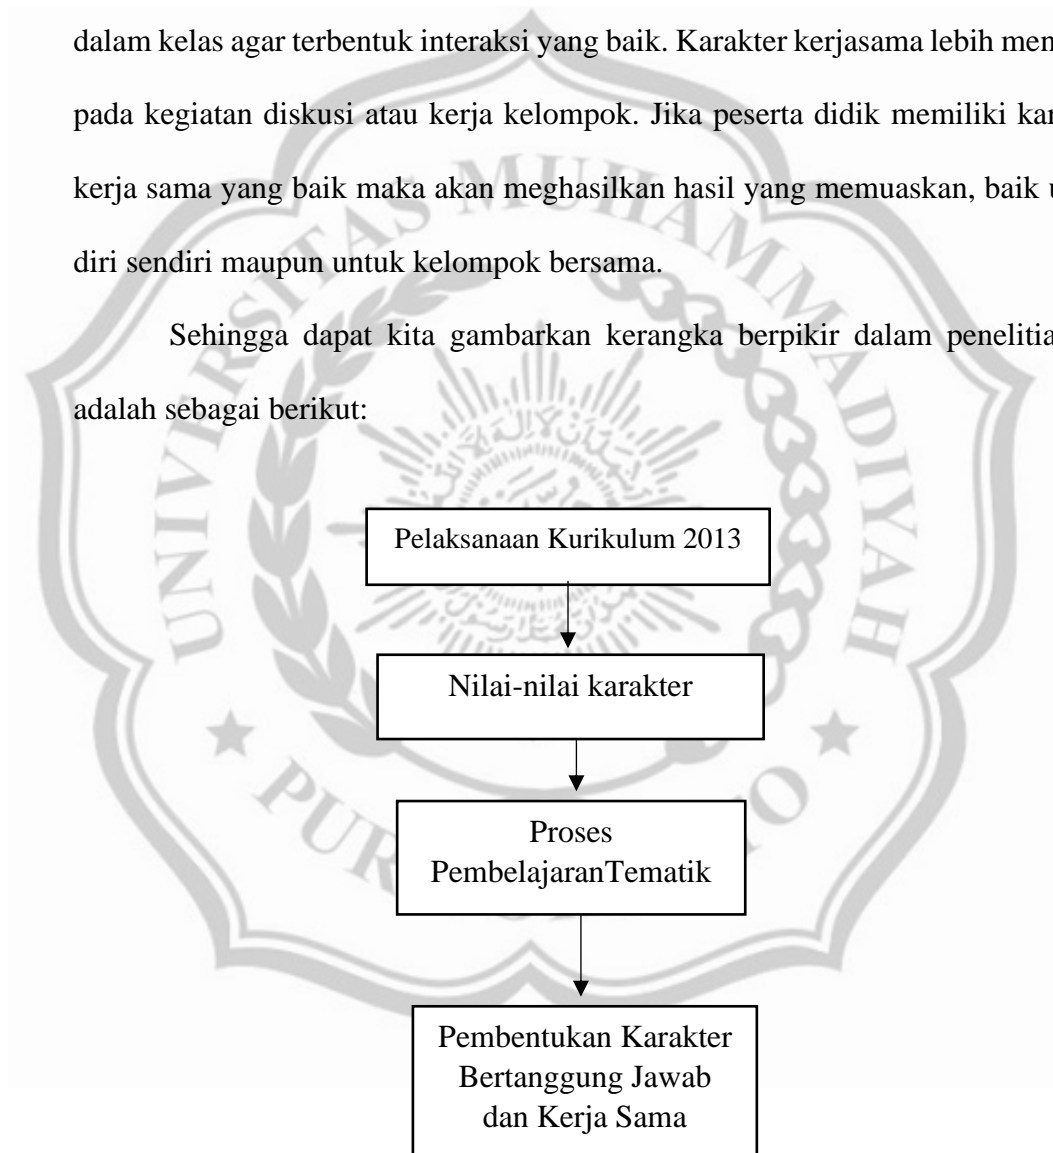 dalam kelas agar terbentuk interaksi yang baik. Karakter kerjasama lebih
pada kegiatan diskusi atau kerja kelompok. Jika peserta didik memiliki
kerja sama yang baik maka akan meghasilkan hasil yang memuaskan, baik
diri sendiri maupun untuk kelompok bersama.
Sehingga dapat kita gambarkan kerangka berpikir dalam
adalah sebagai berikut:
UNIVERSITAS MUHAMMADIYAH
Pelaksanaan Kurikulum 2013
Nilai-nilai karakter
Proses
PembelajaranTematik
Pembentukan Karakter
Bertanggung Jawab
dan Kerja Sama